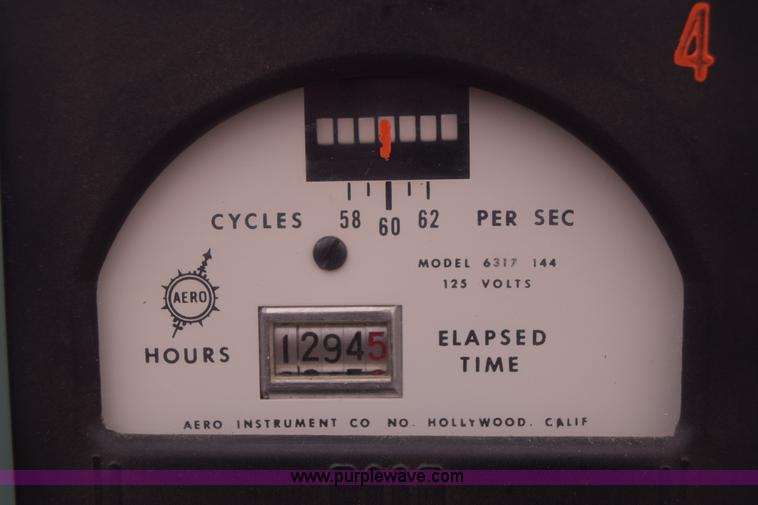 4
CYCLES 58 60 62 PER SEC
MODEL 6317 144
125 VOLTS
AERO
HOURS
12945
ELAPSED
TIME
AERO INSTRUMENT CO NO. HOLLYWOOD. CALIF
www.purplewave.com